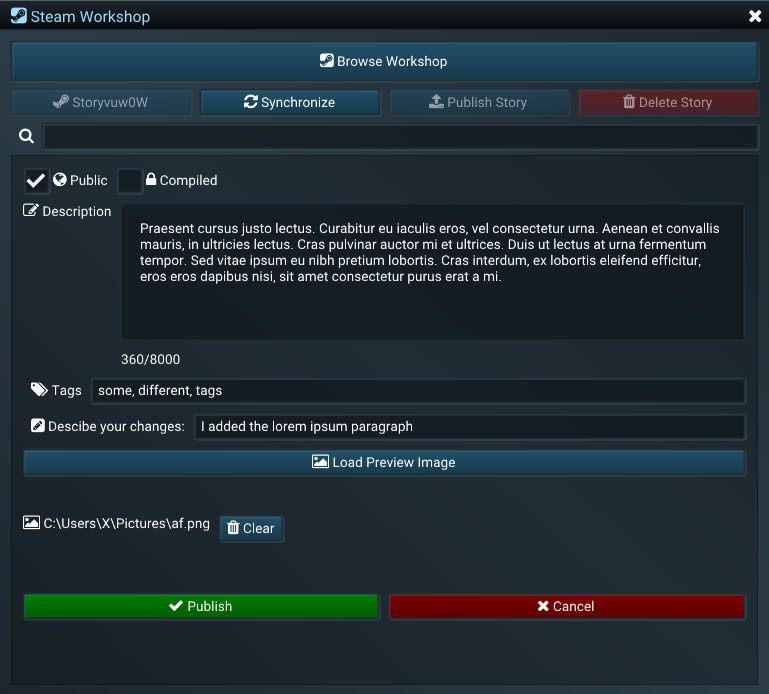 Steam Workshop
Browse Workshop
Storyvuw0W
Synchronize
Publish Story
Delete Story
Public
Compiled
Description
Praesent cursus justo lectus. Curabitur eu iaculis eros, vel consectetur urna. Aenean et convallis
mauris, in ultricies lectus. Cras pulvinar auctor mi et ultrices. Duis ut lectus at urna fermentum
tempor. Sed vitae ipsum eu nibh pretium lobortis. Cras interdum, ex lobortis eleifend efficitur,
eros eros dapibus nisi, sit amet consectetur purus erat a mi.
360/8000
Tags
some, different, tags
Descibe your changes:
I added the lorem ipsum paragraph
Load Preview Image
C:\Users\X\Pictures\af.png
Clear
Publish
Cancel